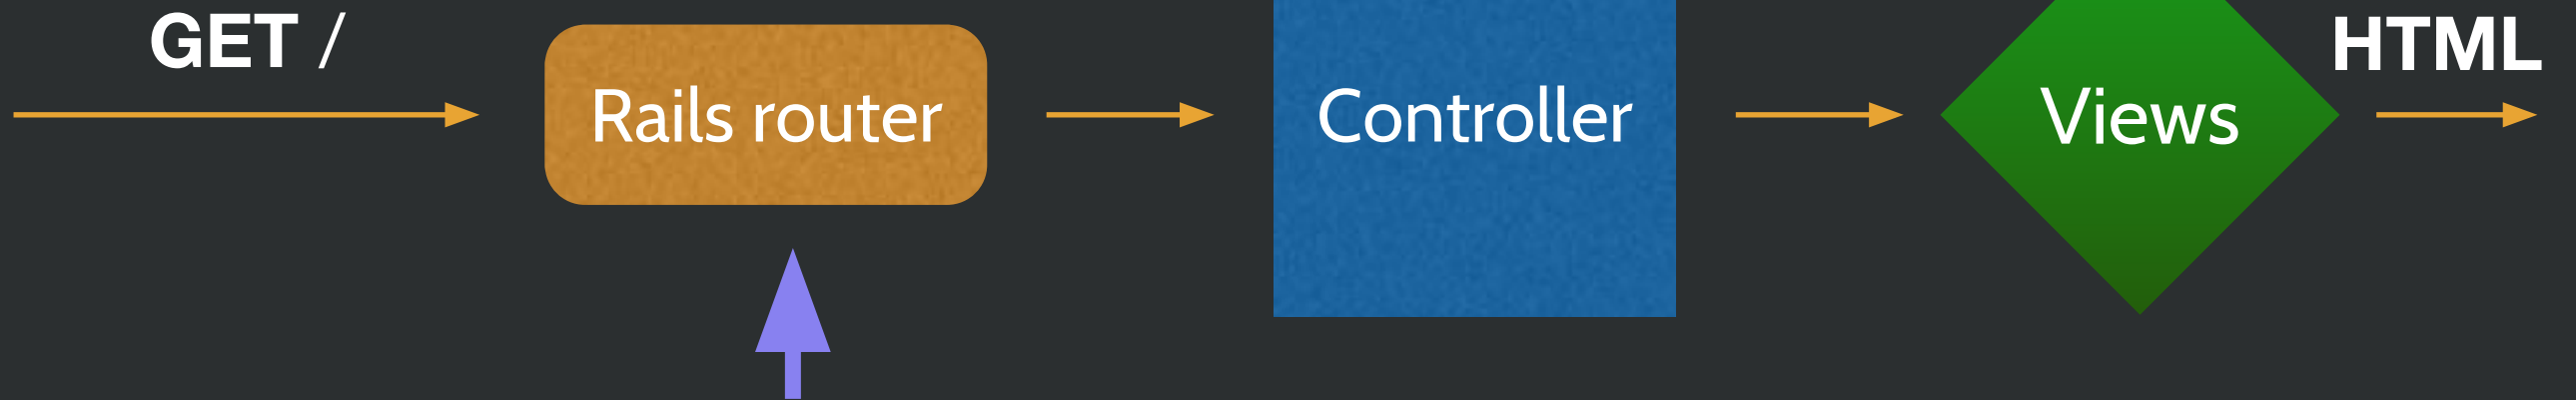 GET /
Rails router
Controller
Views
HTML